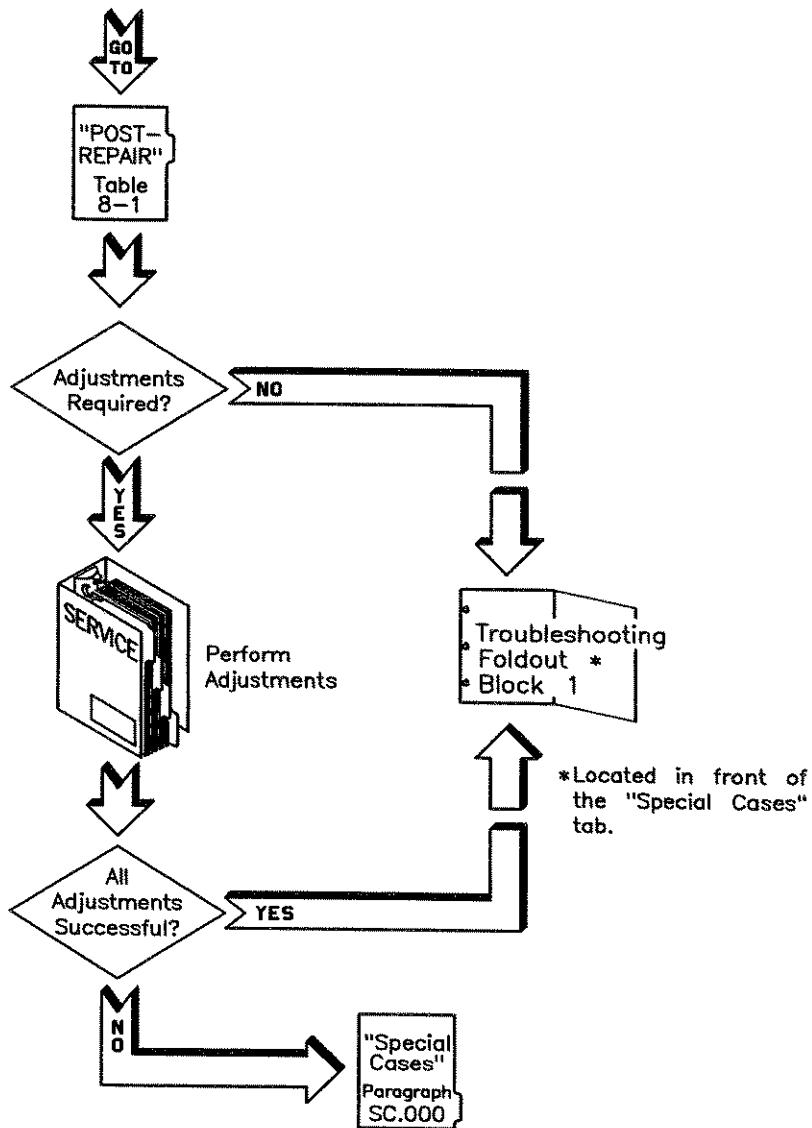 GO
TO
"POST-
REPAIR"
Table
8-1
Adjustments
Required?
NO
YES
SERVICE
Perform
Adjustments
Troubleshooting
Foldout *
Block 1
*Located in front of
the "Special Cases"
tab.
All
Adjustments
Successful?
YES
NO
"Special
Cases"
Paragraph
SC.000